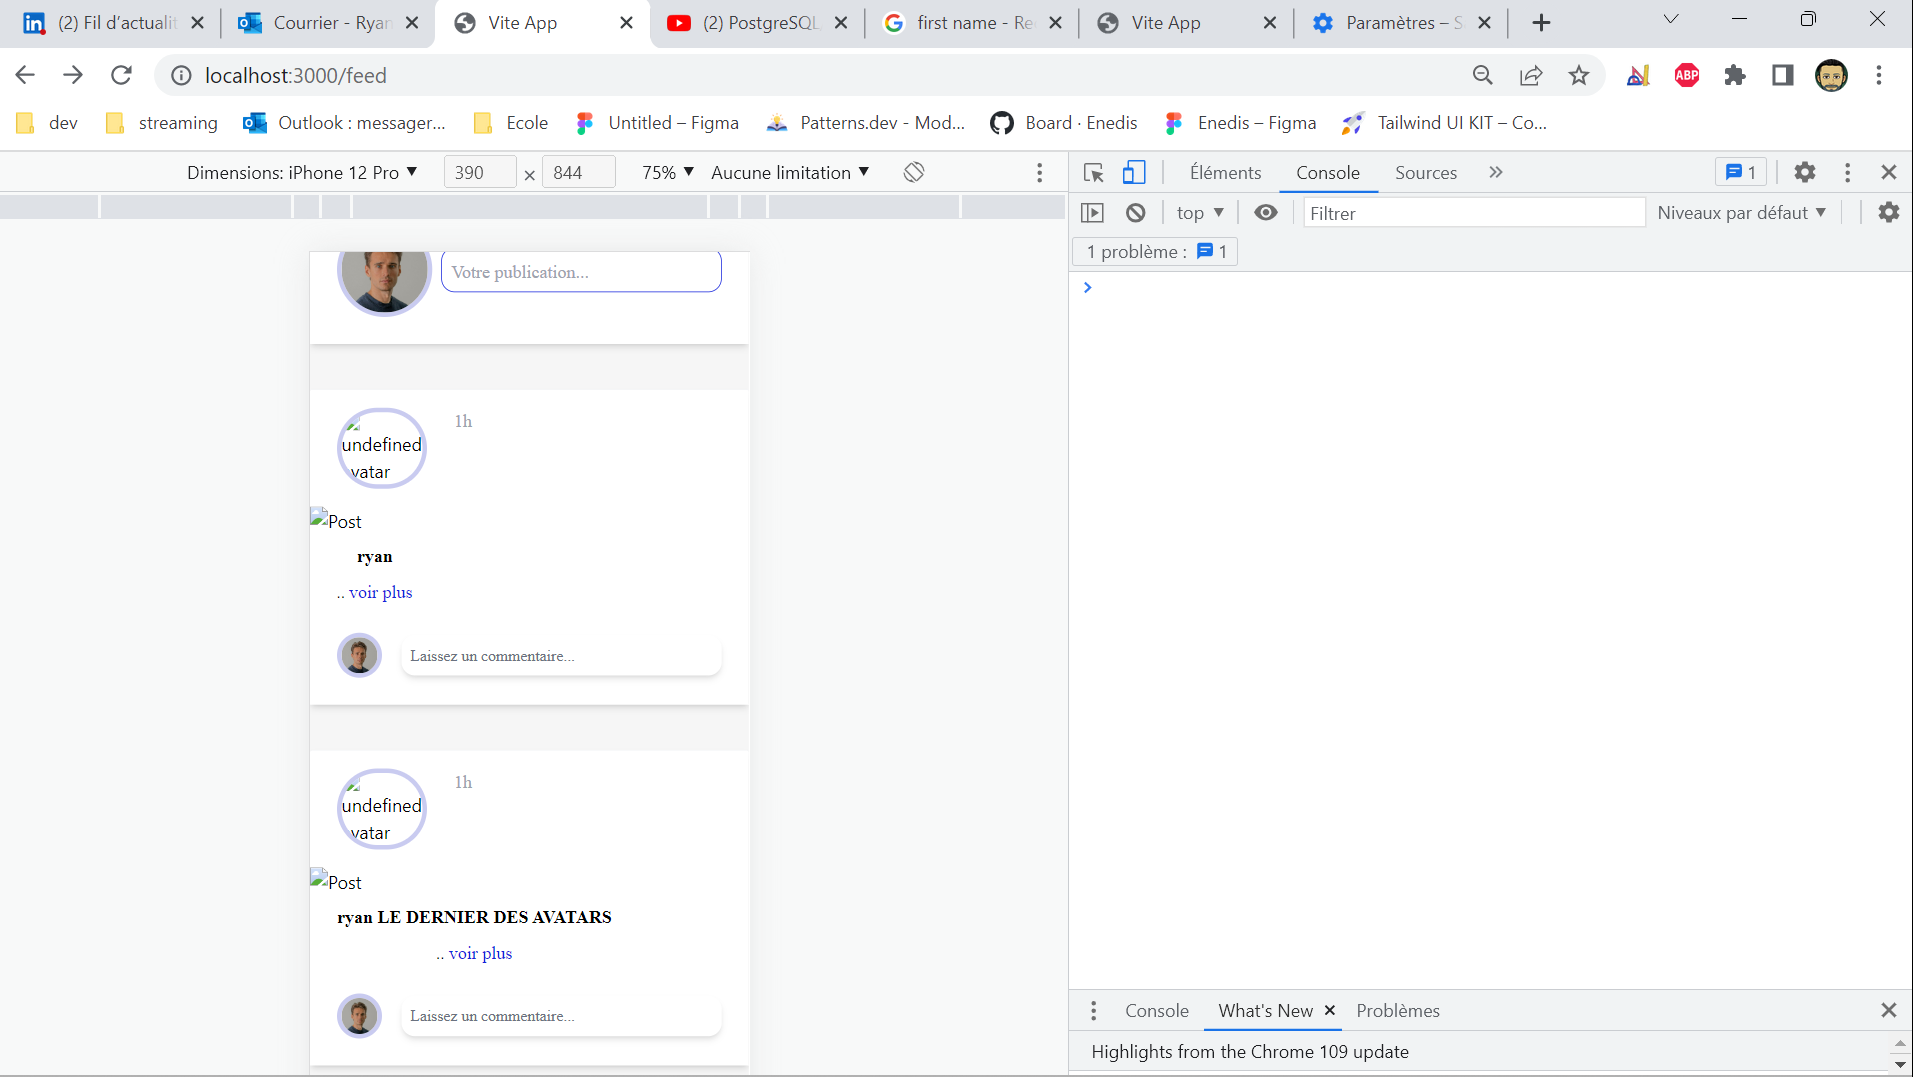 (2) Fil d'actualit
Courrier - Ryan
Vite App
(2) PostgreSQL
first name - Re
Vite App
Paramètres – S
localhost:3000/feed
ABP
dev
streaming
Outlook : messager...
Ecole
Untitled – Figma
Patterns.dev - Mod...
Board · Enedis
Enedis – Figma
Tailwind UI KIT – Co...
Dimensions: iPhone 12 Pro ▼
390 × 844
75% ▼
Aucune limitation ▼
Éléments
Console
Sources
1
top ▼
Filtrer
Niveaux par défaut ▼
1 problème : 1
Votre publication...
1h
undefined
vatar
Post
ryan
.. voir plus
Laissez un commentaire...
1h
undefined
vatar
Post
ryan LE DERNIER DES AVATARS
.. voir plus
Laissez un commentaire...
Console
What's New
Problèmes
Highlights from the Chrome 109 update